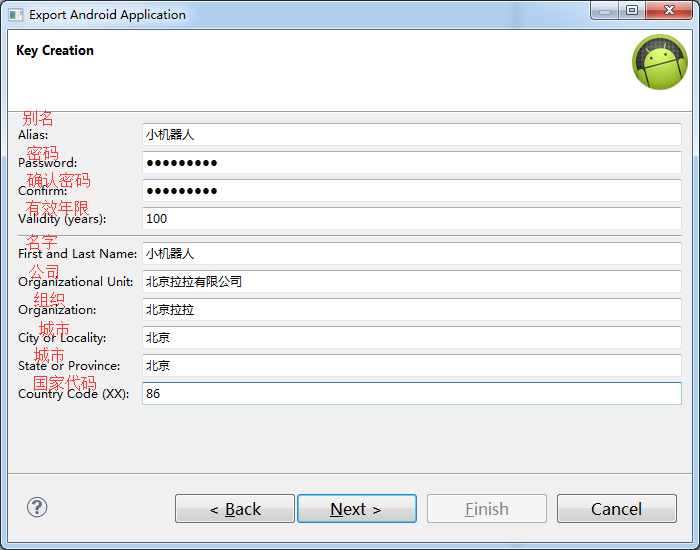 Export Android Application
Key Creation
别名
Alias: 小机器人
密码
Password: ●●●●●●●●●
确认密码
Confirm: ●●●●●●●●●
有效年限
Validity (years): 100
名字
First and Last Name: 小机器人
公司
Organizational Unit: 北京拉拉有限公司
组织
Organization: 北京拉拉
城市
City or Locality: 北京
城市
State or Province: 北京
国家代码
Country Code (XX): 86
? < Back Next > Finish Cancel